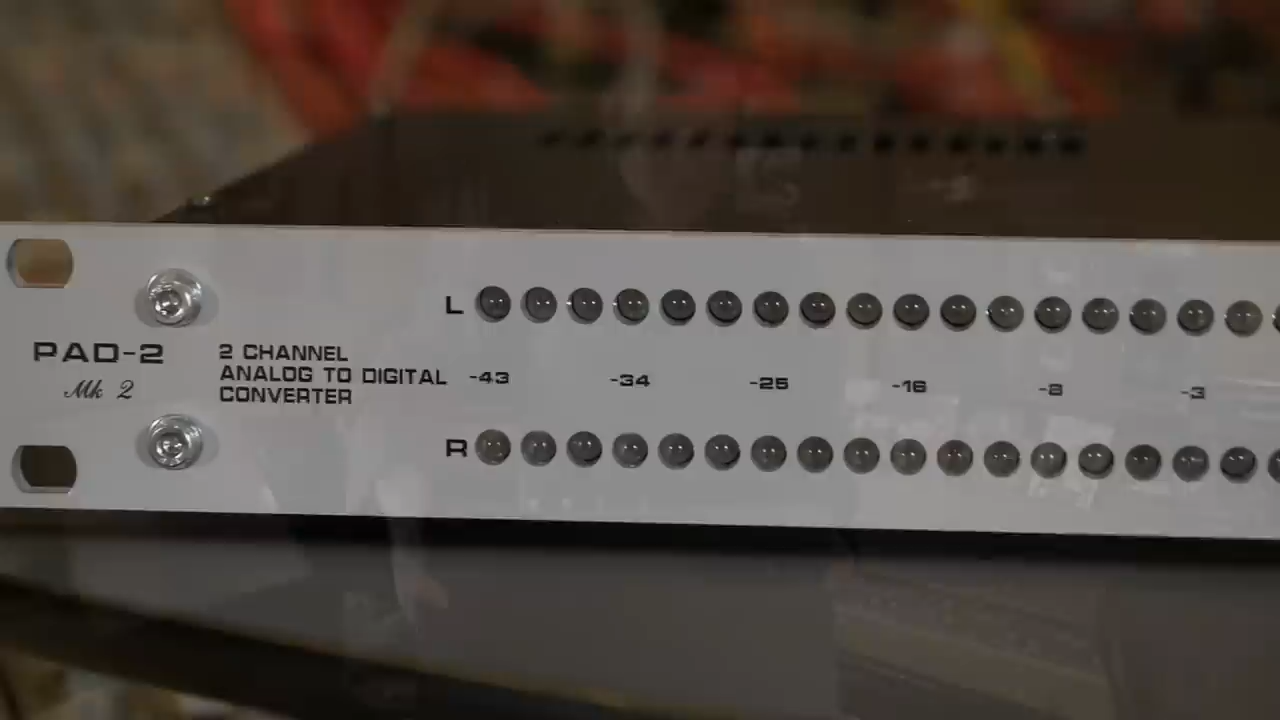 L
PAD-2
Mk 2
2 CHANNEL
ANALOG TO DIGITAL
CONVERTER
-43 -34 -25 -16 -8 -3
R